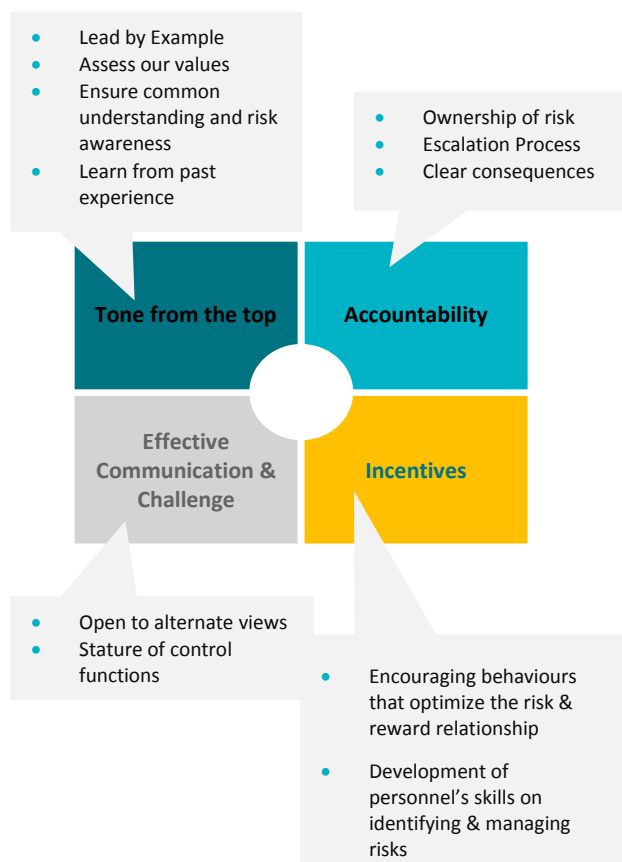 • Lead by Example
• Assess our values
• Ensure common
understanding and risk
awareness
• Learn from past
experience
• Ownership of risk
• Escalation Process
• Clear consequences
Tone from the top
Accountability
Effective
Communication &
Challenge
Incentives
• Open to alternate views
• Stature of control
functions
• Encouraging behaviours
that optimize the risk &
reward relationship
• Development of
personnel’s skills on
identifying & managing
risks